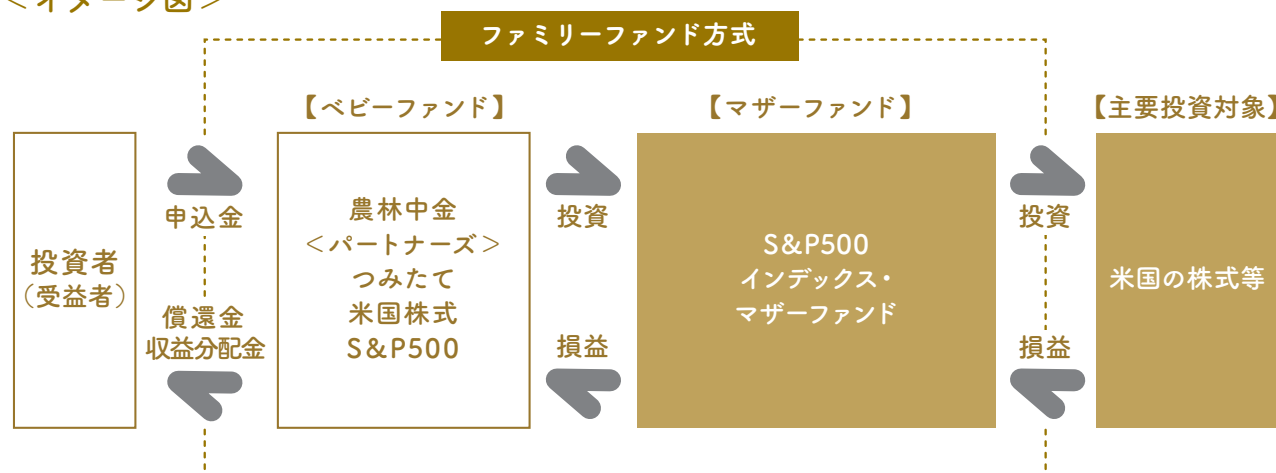 <イメージ図>
ファミリーファンド方式
【ベビーファンド】
【マザーファンド】
【主要投資対象】
投資者
（受益者）
申込金
償還金
収益分配金
農林中金
<パートナーズ>
つみたて
米国株式
S&P500
投資
損益
S&P500
インデックス・
マザーファンド
投資
損益
米国の株式等